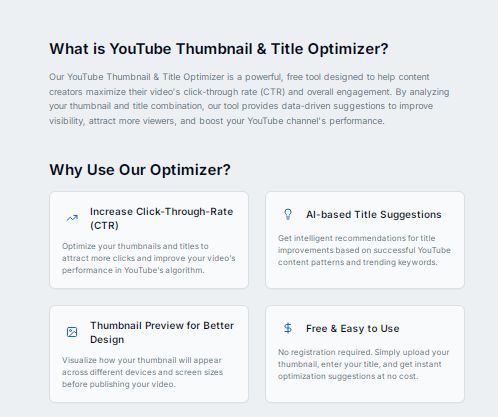 What is YouTube Thumbnail & Title Optimizer?
Our YouTube Thumbnail & Title Optimizer is a powerful, free tool designed to help content
creators maximize their video's click-through rate (CTR) and overall engagement. By analyzing
your thumbnail and title combination, our tool provides data-driven suggestions to improve
visibility, attract more viewers, and boost your YouTube channel's performance.
Why Use Our Optimizer?
Increase Click-Through-Rate
(CTR)
Optimize your thumbnails and titles to
attract more clicks and improve your video's
performance in YouTube's algorithm.
AI-based Title Suggestions
Get intelligent recommendations for title
improvements based on successful YouTube
content patterns and trending keywords.
Thumbnail Preview for Better
Design
Visualize how your thumbnail will appear
across different devices and screen sizes
before publishing your video.
Free & Easy to Use
No registration required. Simply upload your
thumbnail, enter your title, and get instant
optimization suggestions at no cost.